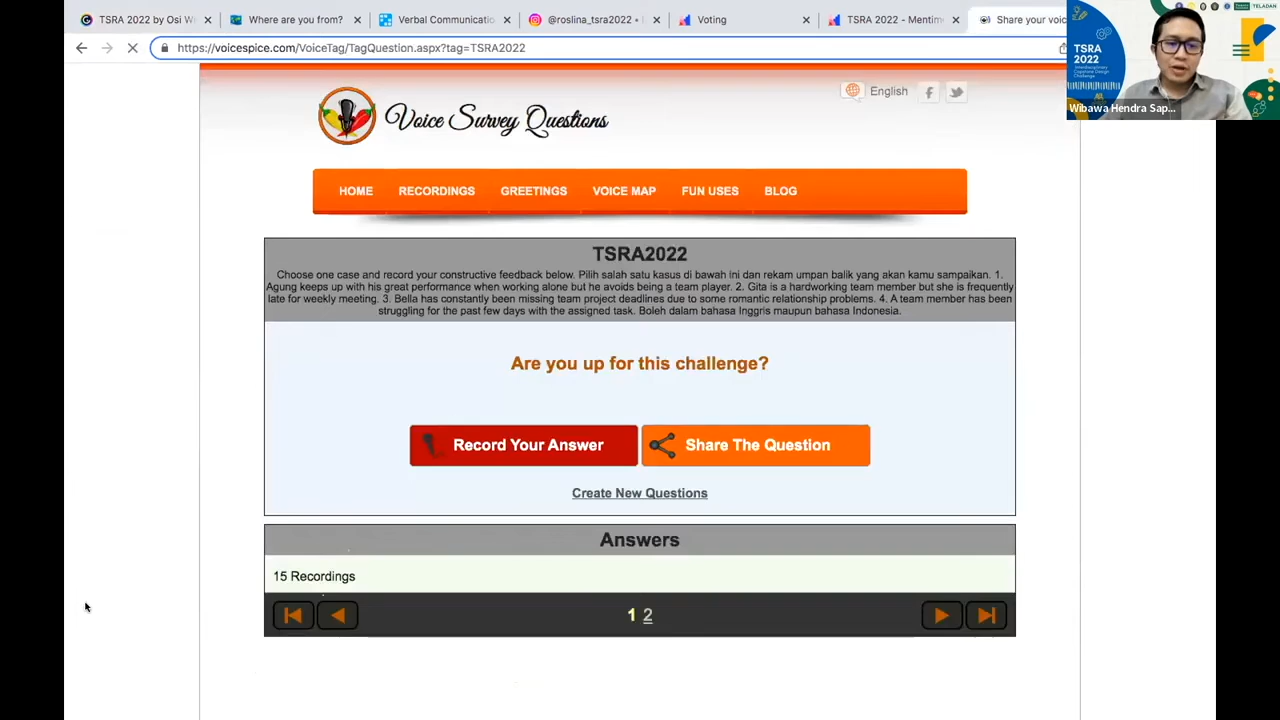 TSRA 2022 by Osi W
Where are you from?
Verbal Communicatio
@roslina_tsra2022 •
Voting
TSRA 2022 - Mentim
Share your voic
https://voicespice.com/VoiceTag/TagQuestion.aspx?tag=TSRA2022
TELADAN
TSRA
2022
Interdisciplinary
Capstone Design
Challenge
Wibawa Hendra Sap...
English
Voice Survey Questions
HOME
RECORDINGS
GREETINGS
VOICE MAP
FUN USES
BLOG
TSRA2022
Choose one case and record your constructive feedback below. Pilih salah satu kasus di bawah ini dan rekam umpan balik yang akan kamu sampaikan. 1.
Agung keeps up with his great performance when working alone but he avoids being a team player. 2. Gita is a hardworking team member but she is frequently
late for weekly meeting. 3. Bella has constantly been missing team project deadlines due to some romantic relationship problems. 4. A team member has been
struggling for the past few days with the assigned task. Boleh dalam bahasa Inggris maupun bahasa Indonesia.
Are you up for this challenge?
Record Your Answer
Share The Question
Create New Questions
Answers
15 Recordings
1 2